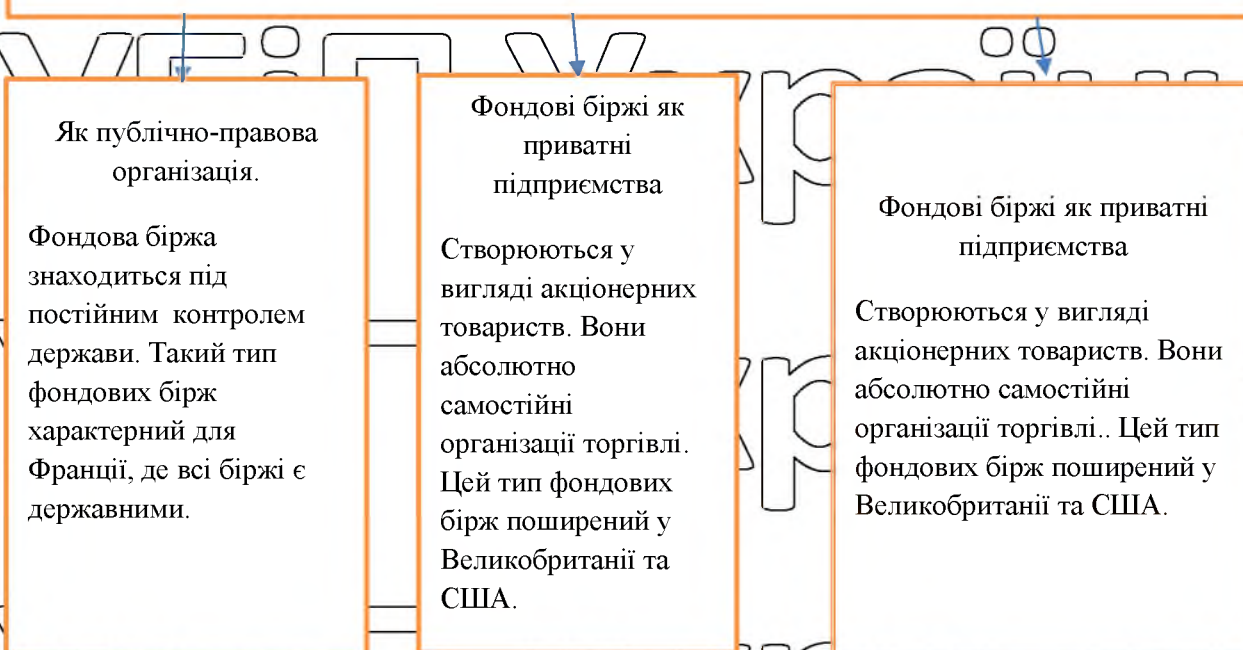 Як публічно-правова
організація.
Фондова біржа
знаходиться під
постійним контролем
держави. Такий тип
фондових бірж
характерний для
Франції, де всі біржі є
державними.
Фондові біржі як
приватні
підприємства
Створюються у
вигляді акціонерних
товариств. Вони
абсолютно
самостійні
організації торгівлі.
Цей тип фондових
бірж поширений у
Великобританії та
США.
Фондові біржі як приватні
підприємства
Створюються у вигляді
акціонерних товариств. Вони
абсолютно самостійні
організації торгівлі.. Цей тип
фондових бірж поширений у
Великобританії та США.